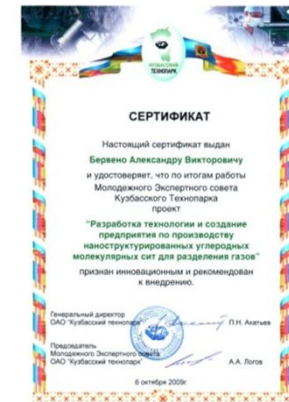 КУЗБАССКИЙ
ТЕХНОПАРК
СЕРТИФИКАТ
Настоящий сертификат выдан
Бервено Александру Викторовичу
и удостоверяет, что по итогам работы
Молодежного Экспертного совета
Кузбасского Технопарка
проект
"Разработка технологии и создание
предприятия по производству
наноструктурированных углеродных
молекулярных сит для разделения газов"
признан инновационным и рекомендован
к внедрению.
Генеральный директор
ОАО "Кузбасский технопарк" П.Н. Акатьев
Председатель
Молодежного Экспертного совета
ОАО "Кузбасский технопарк" А.А. Логов
6 октября 2009г.